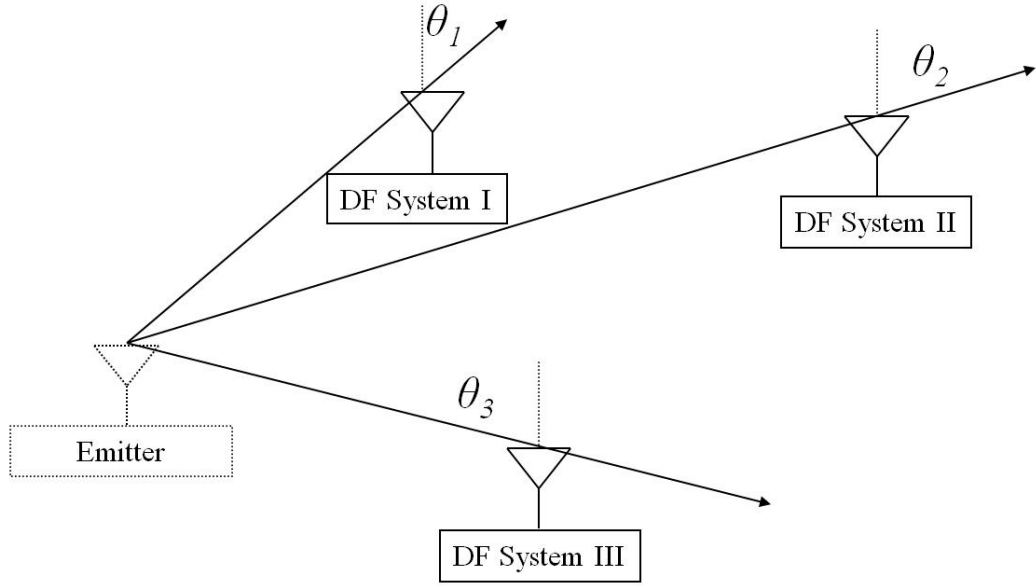 θ1
θ2
DF System I
DF System II
θ3
Emitter
DF System III